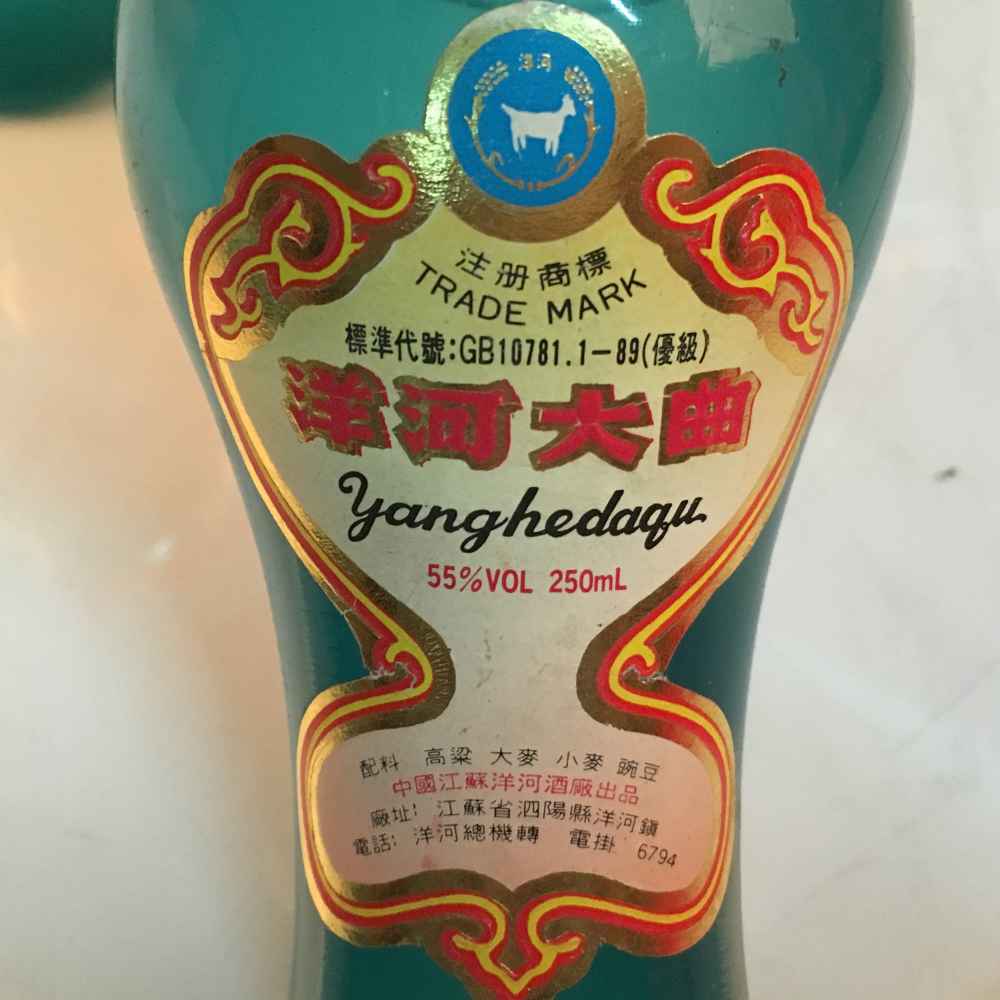 洋河
注册商標
TRADE MARK
標準代號:GB10781.1-89(優級)
洋河大曲
Yanghedaqu
55%VOL 250mL
配料 高粱 大麥 小麥 豌豆
中國江蘇洋河酒廠出品
廠址: 江蘇省泗陽縣洋河鎮
電話: 洋河總機轉 電掛 6794